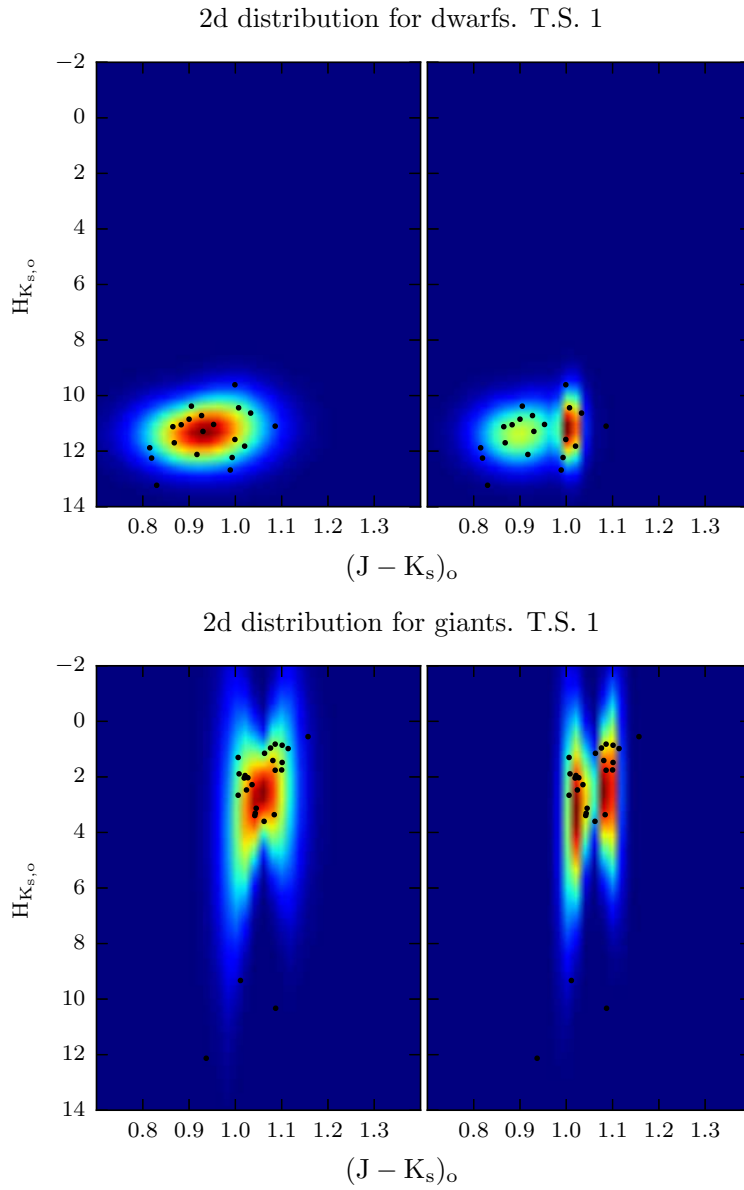 2d distribution for dwarfs. T.S. 1
−2
0
2
4
6
8
10
12
14
H_{K_{s,o}}
0.8 0.9 1.0 1.1 1.2 1.3 0.8 0.9 1.0 1.1 1.2 1.3
(J − K_s)_o
2d distribution for giants. T.S. 1
−2
0
2
4
6
8
10
12
14
H_{K_{s,o}}
0.8 0.9 1.0 1.1 1.2 1.3 0.8 0.9 1.0 1.1 1.2 1.3
(J − K_s)_o